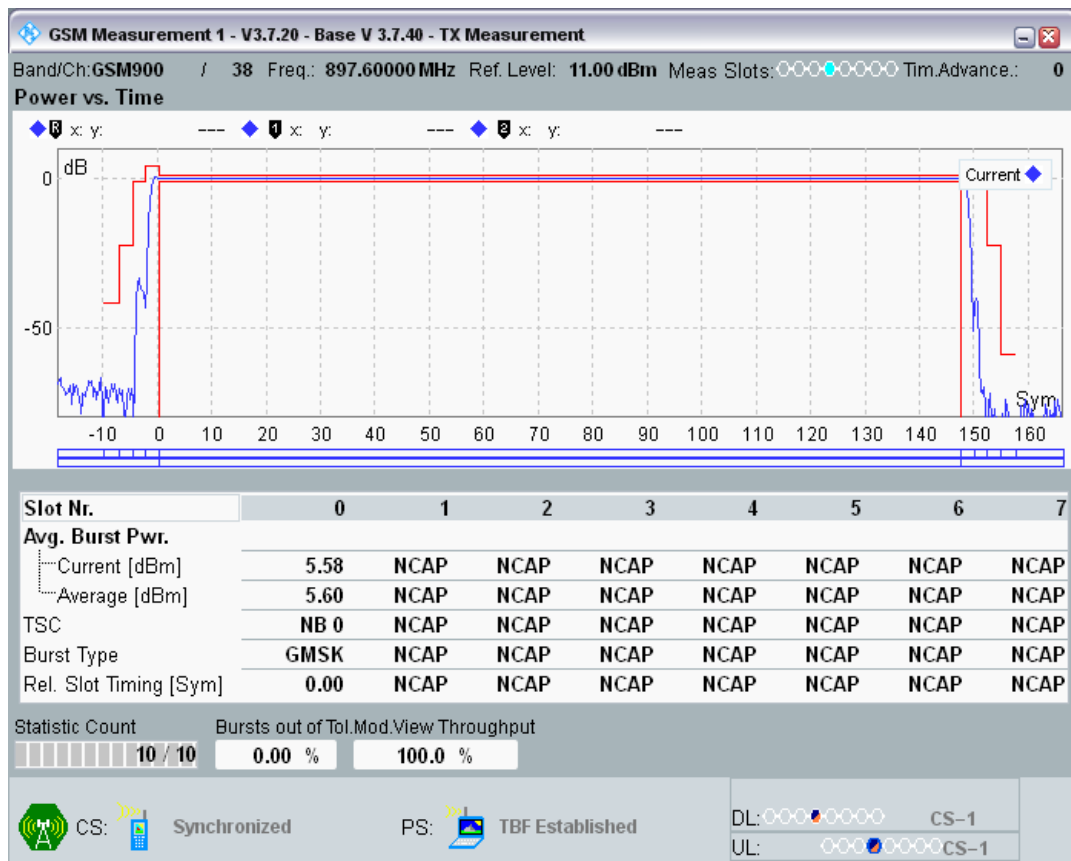 GSM Measurement 1 - V3.7.20 - Base V 3.7.40 - TX Measurement
Band/Ch:GSM900 / 38 Freq.: 897.60000 MHz Ref. Level: 11.00 dBm Meas Slots: Tim.Advance.: 0
Power vs. Time
R x: y: --- 1 x: y: --- 2 x: y: ---
dB
0
Current
-50
Sym
-10 0 10 20 30 40 50 60 70 80 90 100 110 120 130 140 150 160
Slot Nr. 0 1 2 3 4 5 6 7
Avg. Burst Pwr.
Current [dBm] 5.58 NCAP NCAP NCAP NCAP NCAP NCAP NCAP
Average [dBm] 5.60 NCAP NCAP NCAP NCAP NCAP NCAP NCAP
TSC NB 0 NCAP NCAP NCAP NCAP NCAP NCAP NCAP
Burst Type GMSK NCAP NCAP NCAP NCAP NCAP NCAP NCAP
Rel. Slot Timing [Sym] 0.00 NCAP NCAP NCAP NCAP NCAP NCAP NCAP
Statistic Count Bursts out of Tol.Mod.View Throughput
10 / 10 0.00 % 100.0 %
CS: Synchronized PS: TBF Established
DL: CS-1
UL: CS-1